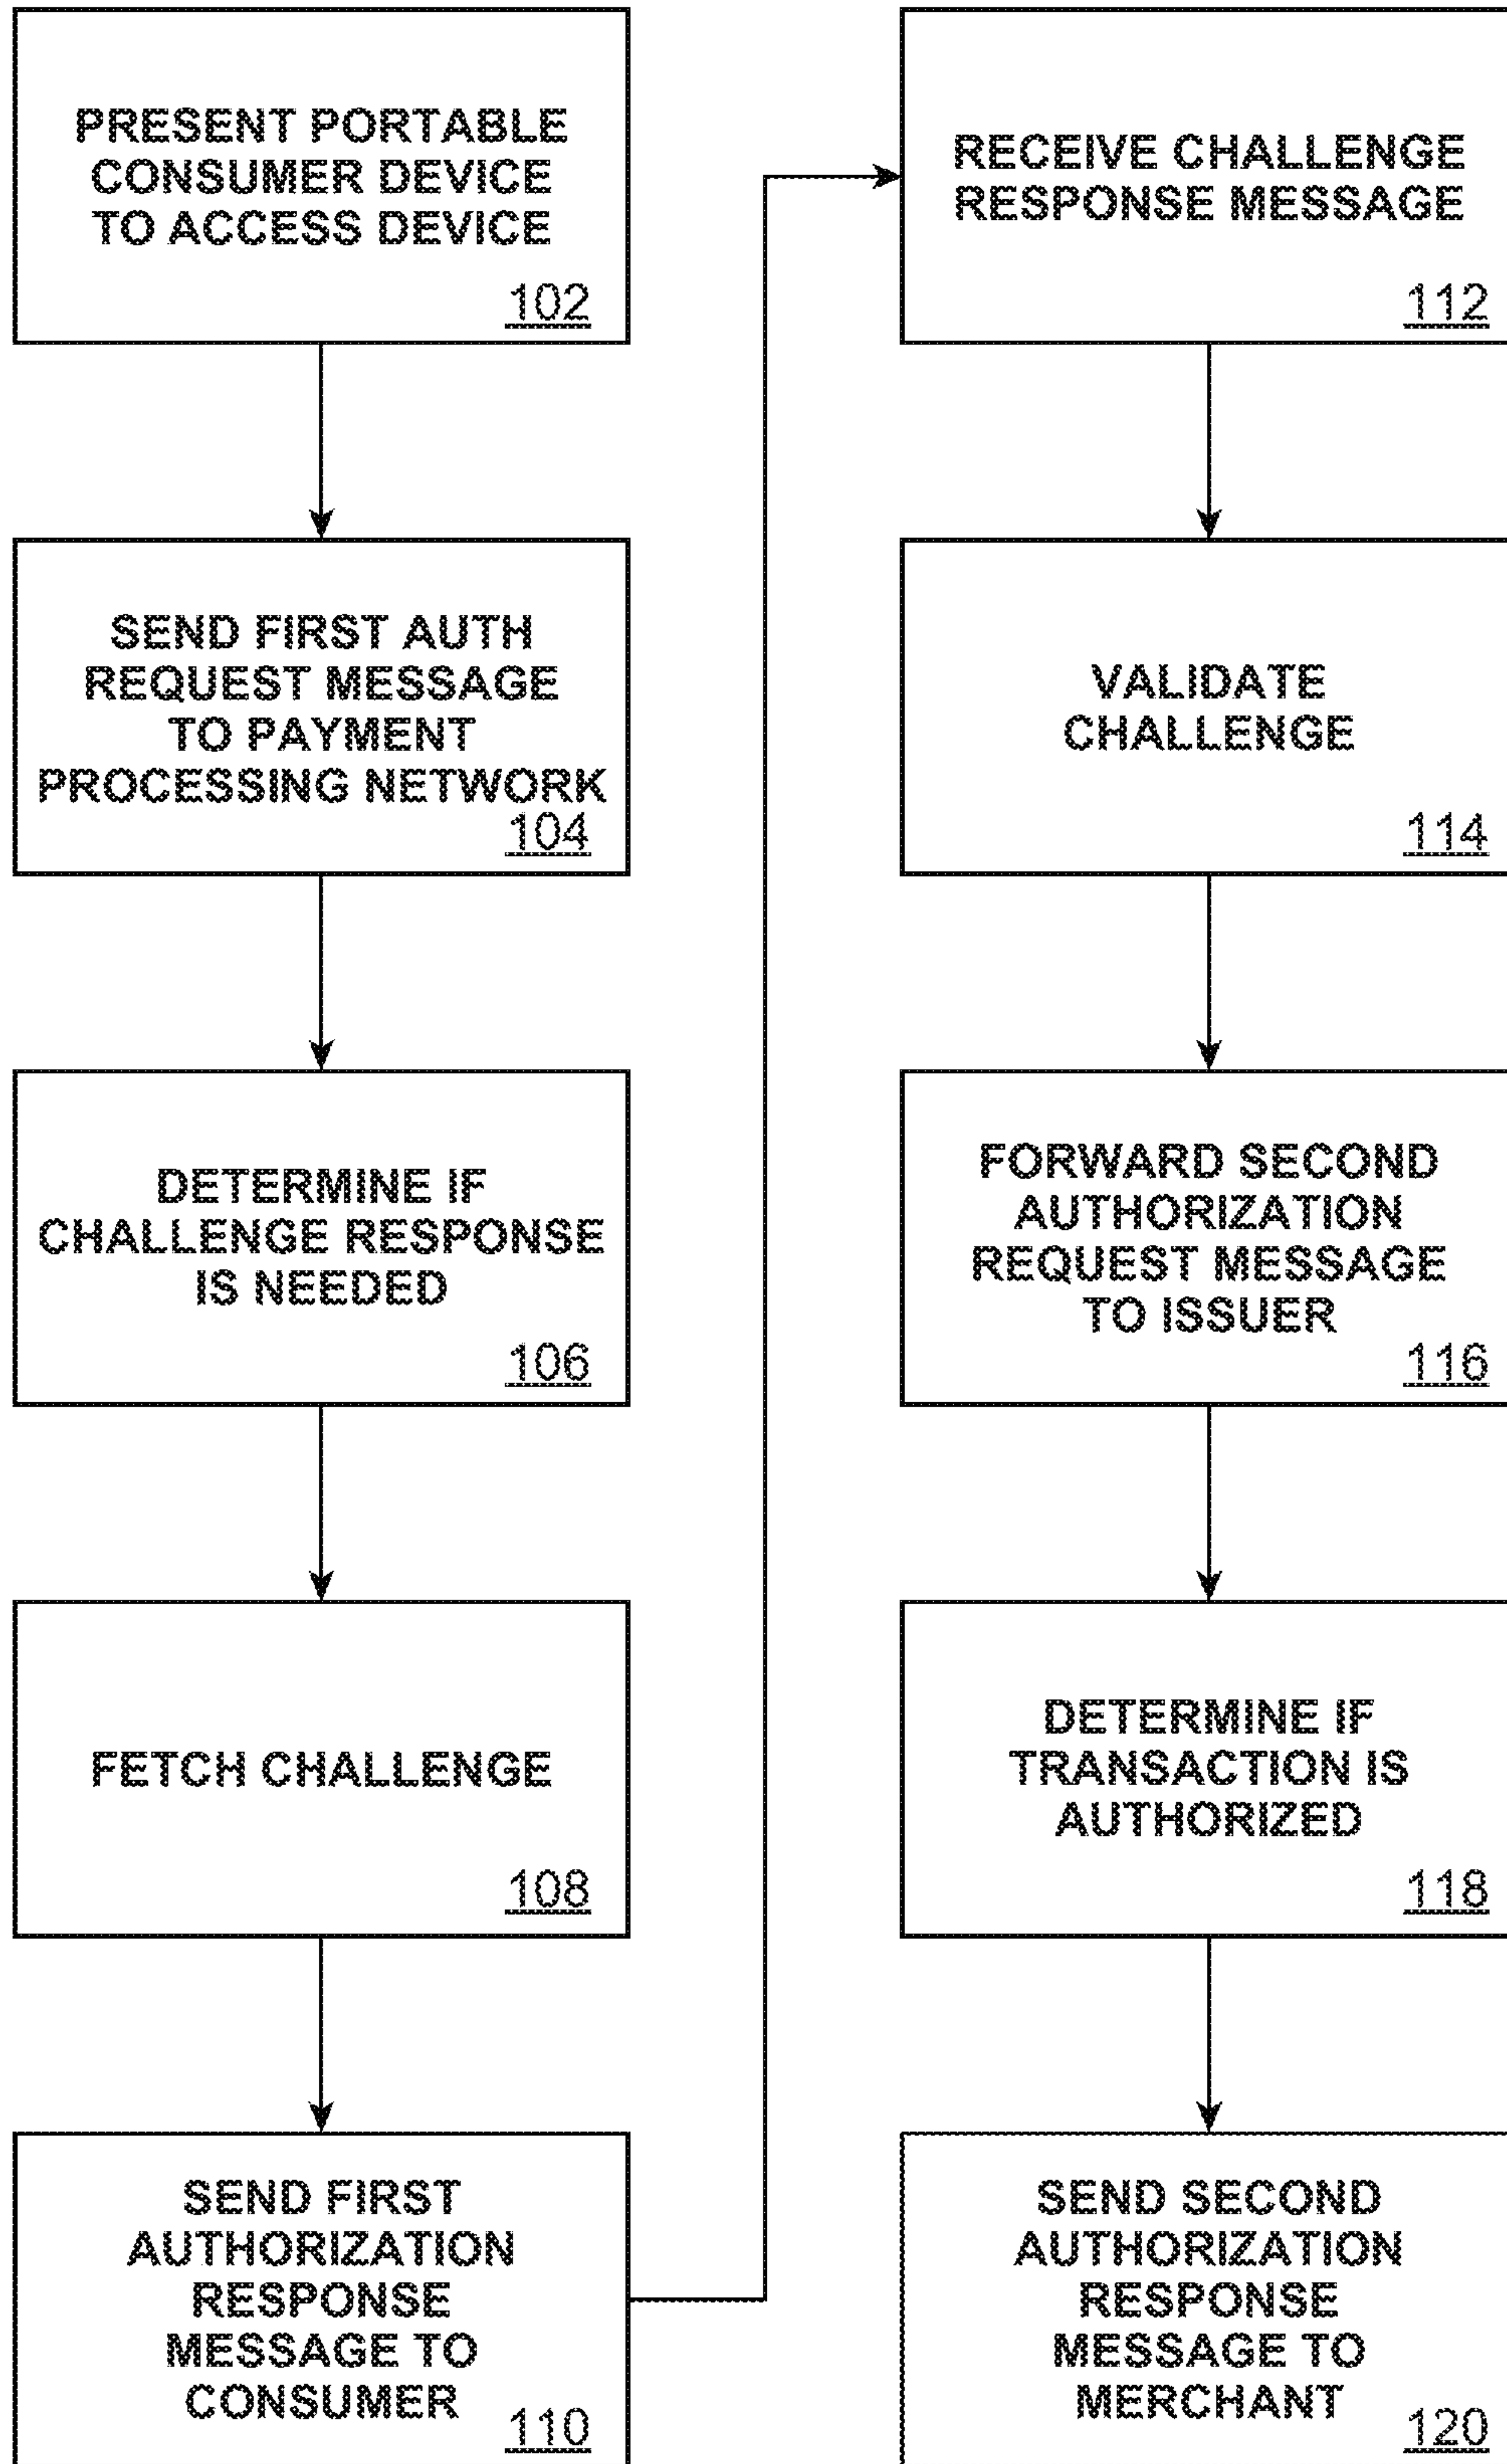 PRESENT PORTABLE
CONSUMER DEVICE
TO ACCESS DEVICE
102
SEND FIRST AUTH
REQUEST MESSAGE
TO PAYMENT
PROCESSING NETWORK
104
DETERMINE IF
CHALLENGE RESPONSE
IS NEEDED
106
FETCH CHALLENGE
108
SEND FIRST
AUTHORIZATION
RESPONSE
MESSAGE TO
CONSUMER
110
RECEIVE CHALLENGE
RESPONSE MESSAGE
112
VALIDATE
CHALLENGE
114
FORWARD SECOND
AUTHORIZATION
REQUEST MESSAGE
TO ISSUER
116
DETERMINE IF
TRANSACTION IS
AUTHORIZED
118
SEND SECOND
AUTHORIZATION
RESPONSE
MESSAGE TO
MERCHANT
120